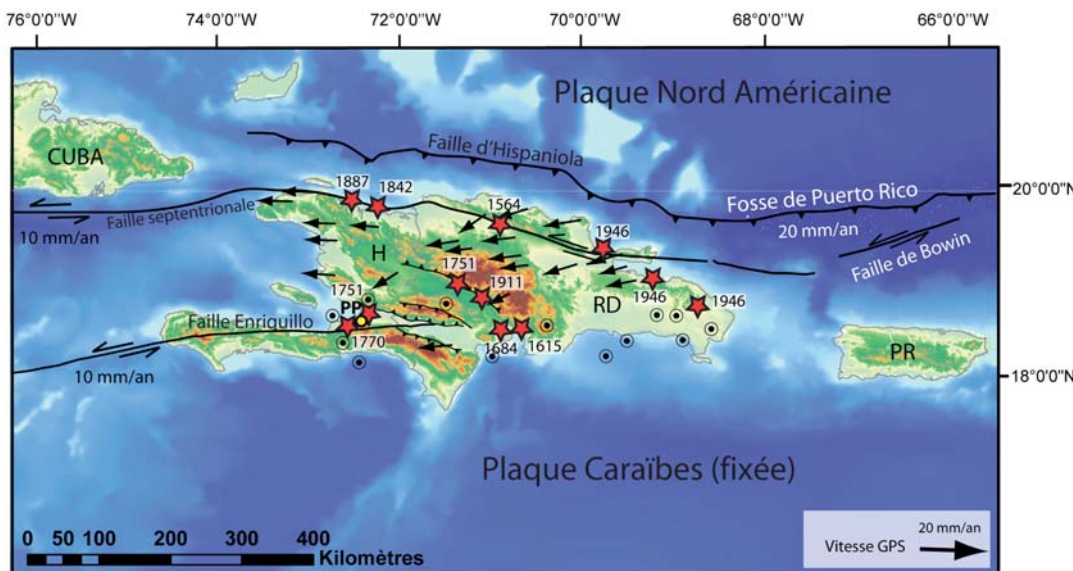 76°0'0"W
74°0'0"W
72°0'0"W
70°0'0"W
68°0'0"W
66°0'0"W
Plaque Nord Américaine
CUBA
Faille d'Hispaniola
1887
1842
20°0'0"N
Fosse de Puerto Rico
Faille septentrionale
1564
10 mm/an
20 mm/an
1946
Faille de Bowin
H
1751
1911
1751
RD
1946
1946
PP
Faille Enriguillo
1770
1684
1615
PR
10 mm/an
18°0'0"N
Plaque Caraïbes (fixée)
0 50 100 200 300 400
Kilomètres
20 mm/an
Vitesse GPS